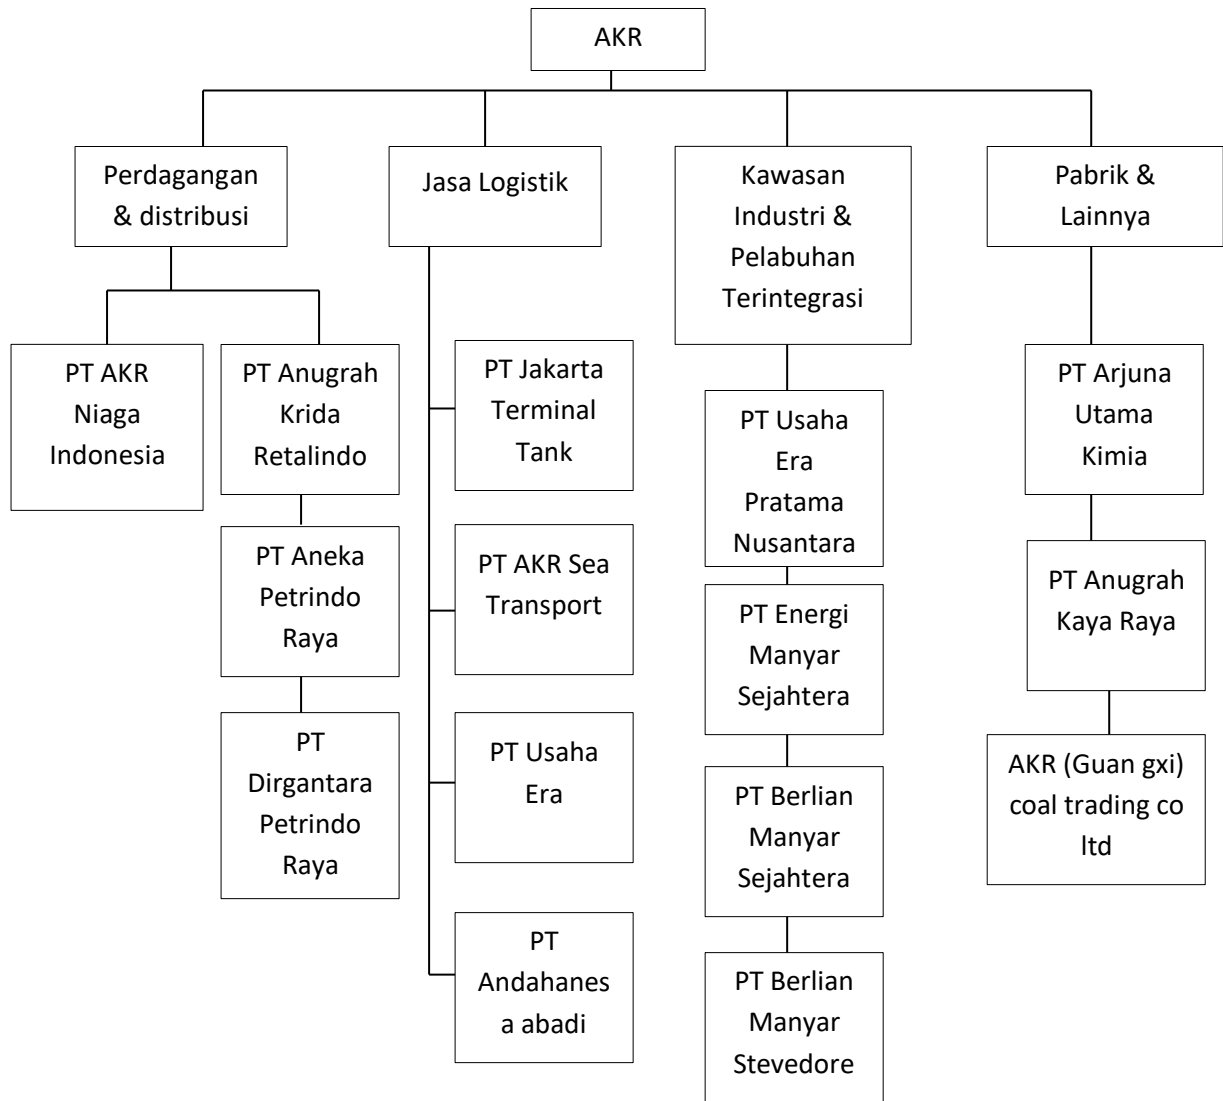 AKR
Perdagangan
& distribusi
Jasa Logistik
Kawasan
Industri &
Pelabuhan
Terintegrasi
Pabrik &
Lainnya
PT AKR
Niaga
Indonesia
PT Anugrah
Krida
Retalindo
PT Aneka
Petrindo
Raya
PT
Dirgantara
Petrindo
Raya
PT Jakarta
Terminal
Tank
PT AKR Sea
Transport
PT Usaha
Era
PT
Andahanes
a abadi
PT Usaha
Era
Pratama
Nusantara
PT Energi
Manyar
Sejahtera
PT Berlian
Manyar
Sejahtera
PT Berlian
Manyar
Stevedore
PT Arjuna
Utama
Kimia
PT Anugrah
Kaya Raya
AKR (Guan gxi)
coal trading co
ltd